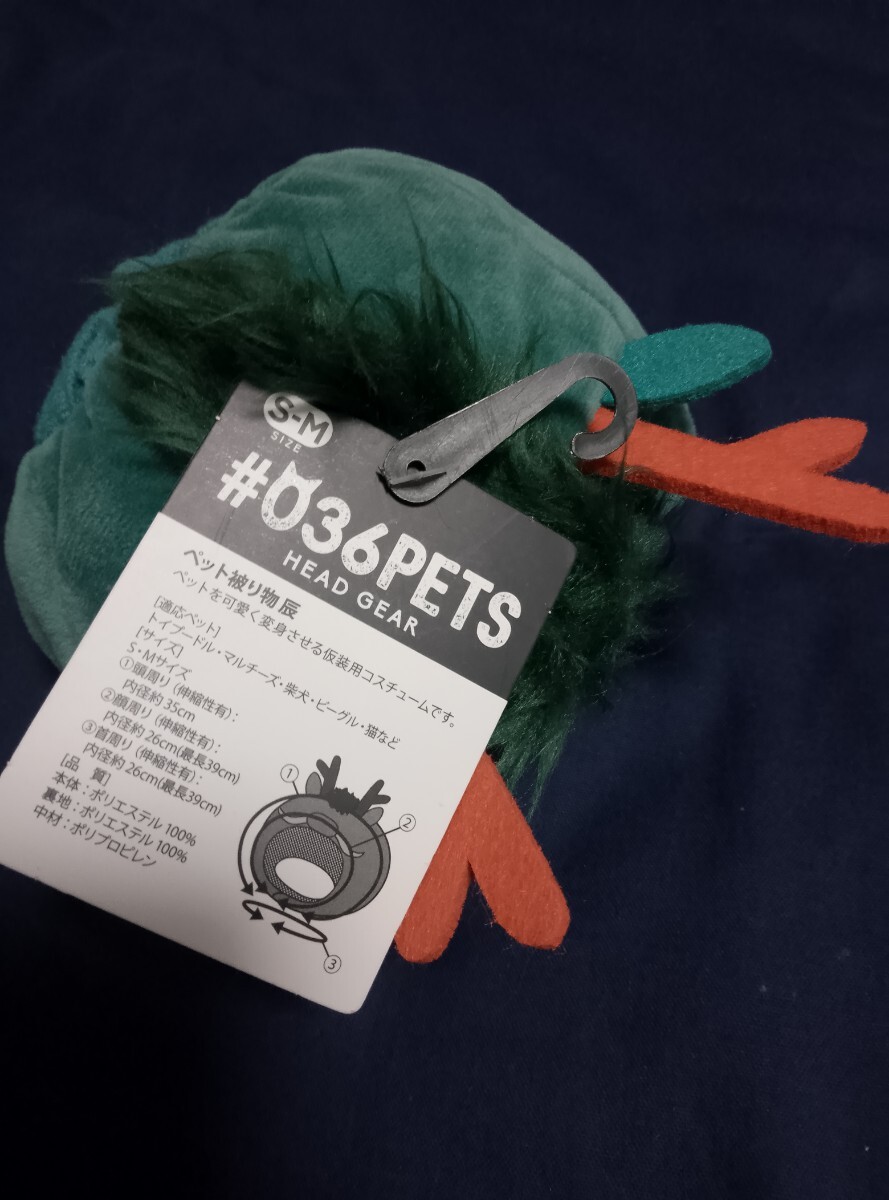 S-M
SIZE
#036PETS
HEAD GEAR
ペット被り物 辰
ペットを可愛く変身させる仮装用コスチュームです。
[適応ペット]
トイプードル・マルチーズ・柴犬・ビーグル・猫など
[サイズ]
S・Mサイズ
①頭周り（伸縮性有）:
内径約 35cm
②顔周り（伸縮性有）:
内径約 26cm(最長39cm)
③首周り（伸縮性有）:
内径約 26cm(最長39cm)
[品 質]
本体：ポリエステル 100%
裏地：ポリエステル 100%
中材：ポリプロピレン
①
②
③